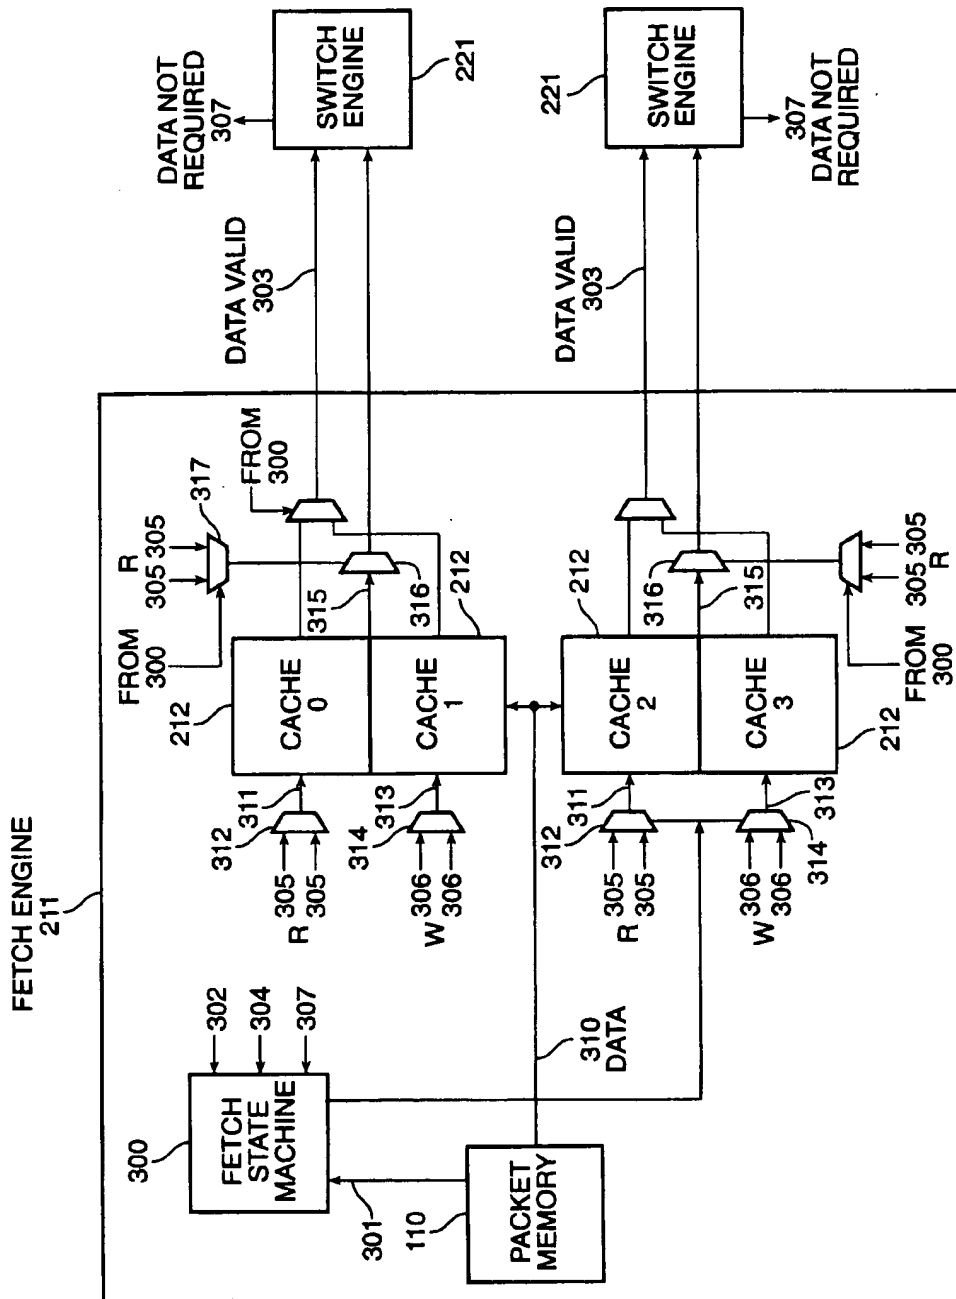 FETCH ENGINE
211
300
FETCH
STATE
MACHINE
302
304
307
301
110
PACKET
MEMORY
310
DATA
R
305
305
312
311
W
306
306
314
313
212
CACHE
0
CACHE
1
212
R
305
305
312
311
W
306
306
314
313
212
CACHE
2
CACHE
3
212
FROM
300
305
305
R
317
FROM
300
315
316
316
315
FROM
300
305
305
R
DATA VALID
303
DATA VALID
303
DATA NOT
REQUIRED
307
SWITCH
ENGINE
221
221
SWITCH
ENGINE
307
DATA NOT
REQUIRED